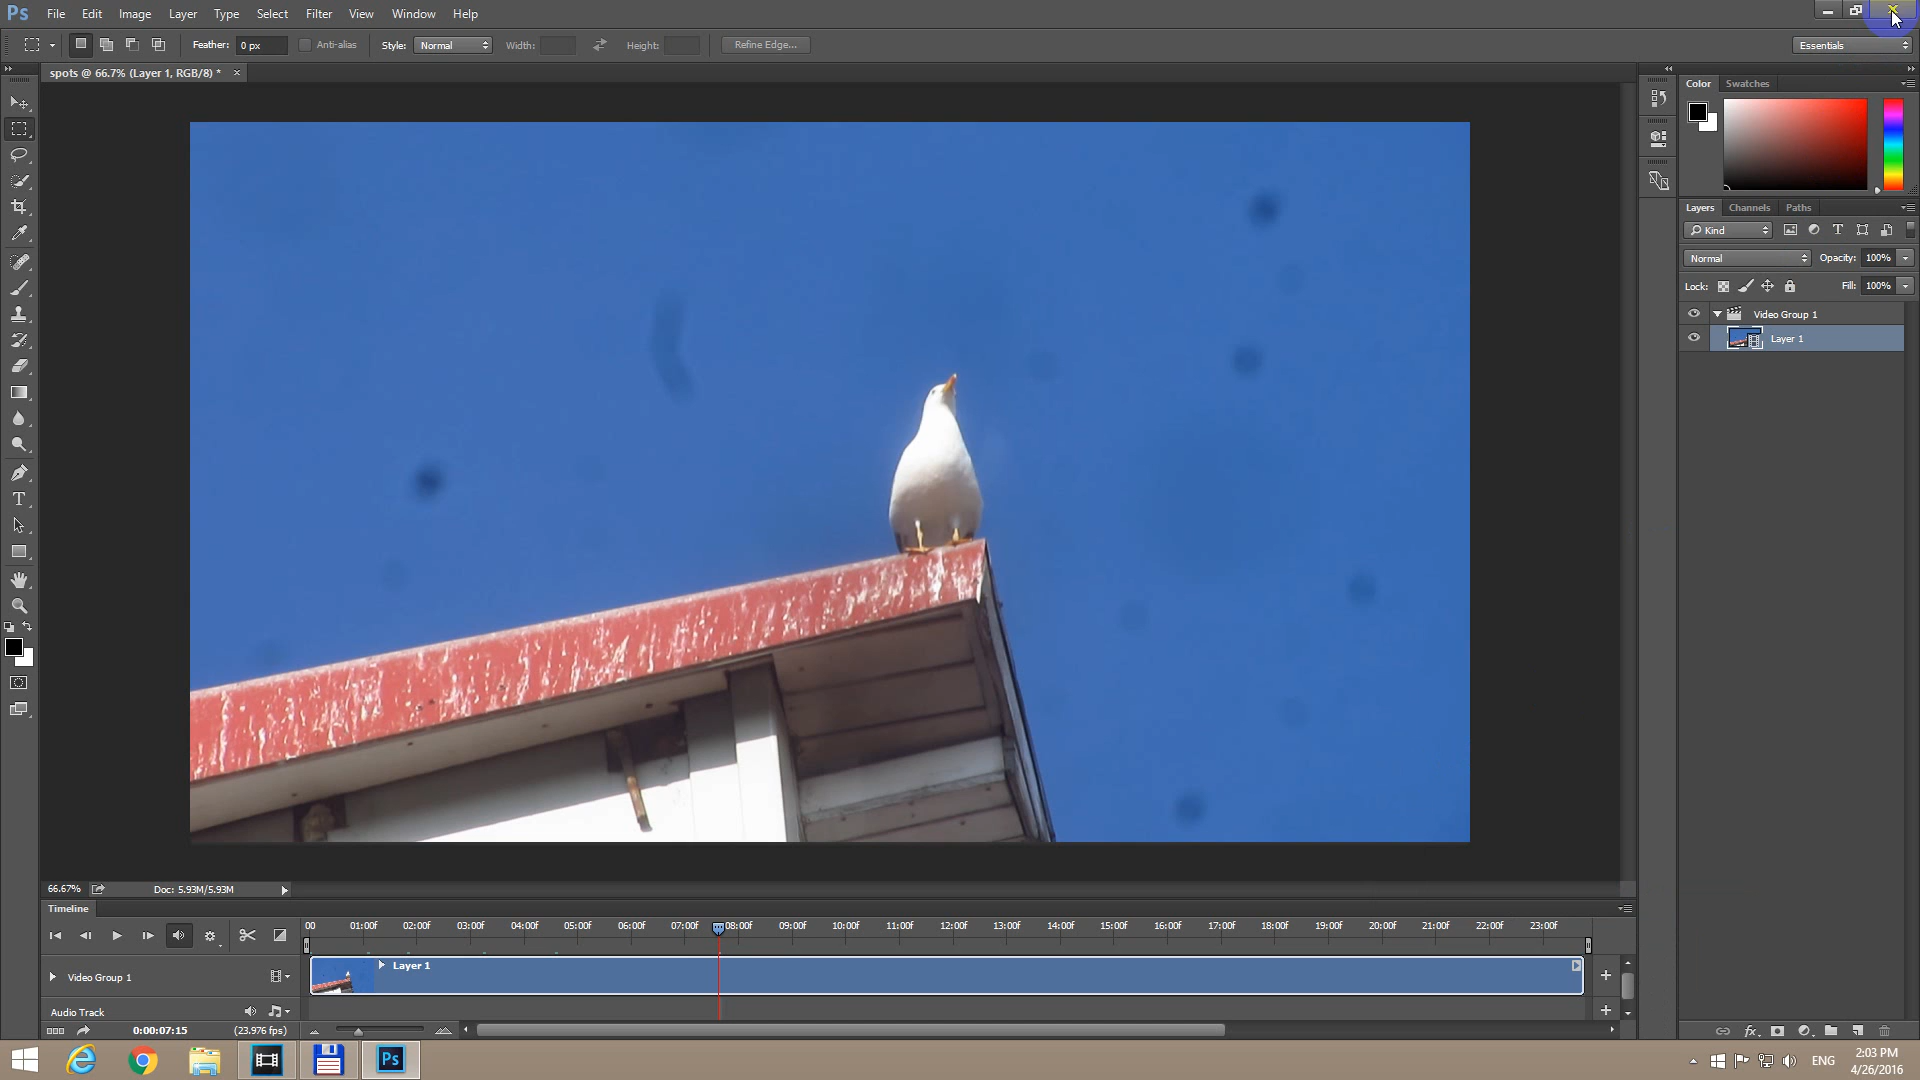 Ps File Edit Image Layer Type Select Filter View Window Help
Feather: 0 px Anti-alias Style: Normal Width: Height: Refine Edge... Essentials
spots @ 66.7% (Layer 1, RGB/8) * ×
Color Swatches
Layers Channels Paths
Kind
Normal Opacity: 100%
Lock: Fill: 100%
Video Group 1
Layer 1
66.67% Doc: 5.93M/5.93M
Timeline
00 01:00f 02:00f 03:00f 04:00f 05:00f 06:00f 07:00f 08:00f 09:00f 10:00f 11:00f 12:00f 13:00f 14:00f 15:00f 16:00f 17:00f 18:00f 19:00f 20:00f 21:00f 22:00f 23:00f
Layer 1
Video Group 1
Audio Track
0:00:07:15 (23.976 fps)
fx
Ps
ENG
2:03 PM
4/26/2016